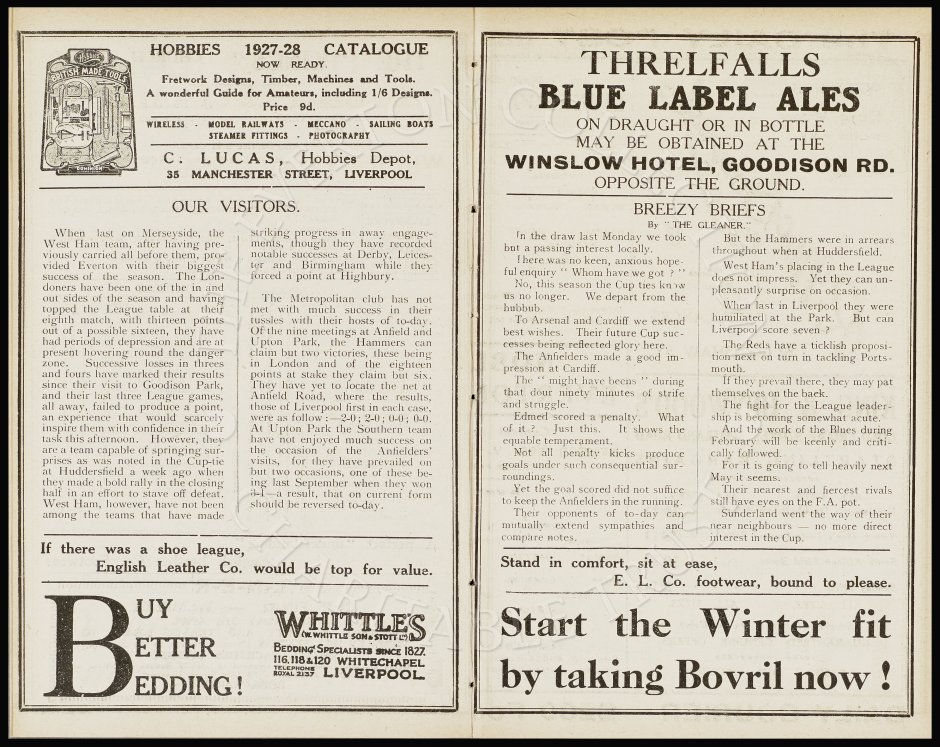 HOBBIES
BRITISH MADE TOOLS
DOMINION
HOBBIES 1927-28 CATALOGUE
NOW READY.
Fretwork Designs, Timber, Machines and Tools.
A wonderful Guide for Amateurs, including 1/6 Designs.
Price 9d.
WIRELESS - MODEL RAILWAYS - MECCANO - SAILING BOATS
STEAMER FITTINGS - PHOTOGRAPHY
C. LUCAS, Hobbies Depot,
35 MANCHESTER STREET, LIVERPOOL
OUR VISITORS.
When last on Merseyside, the
West Ham team, after having pre-
viously carried all before them, pro-
vided Everton with their biggest
success of the season. The Lon-
doners have been one of the in and
out sides of the season and having
topped the League table at their
eighth match, with thirteen points
out of a possible sixteen, they have
had periods of depression and are at
present hovering round the danger
zone. Successive losses in threes
and fours have marked their results
since their visit to Goodison Park,
and their last three League games,
all away, failed to produce a point,
an experience that would scarcely
inspire them with confidence in their
task this afternoon. However, they
are a team capable of springing sur-
prises as was noted in the Cup-tie
at Huddersfield a week ago when
they made a bold rally in the closing
half in an effort to stave off defeat.
West Ham, however, have not been
among the teams that have made
striking progress in away engage-
ments, though they have recorded
notable successes at Derby, Leices-
ter and Birmingham while they
forced a point at Highbury.
The Metropolitan club has not
met with much success in their
tussles with their hosts of to-day.
Of the nine meetings at Anfield and
Upton Park, the Hammers can
claim but two victories, these being
in London and of the eighteen
points at stake they claim but six.
They have yet to locate the net at
Anfield Road, where the results,
those of Liverpool first in each case,
were as follow :—2-0 ; 2-0 ; 0-0 ; 0-0.
At Upton Park the Southern team
have not enjoyed much success on
the occasion of the Anfielders'
visits, for they have prevailed on
but two occasions, one of these be-
ing last September when they won
3-1—a result, that on current form
should be reversed to-day.
If there was a shoe league,
English Leather Co. would be top for value.
BUY
BETTER
BEDDING!
WHITTLE'S
(W. WHITTLE SON & STOTT LTD)
BEDDING SPECIALISTS SINCE 1827.
116, 118 & 120 WHITECHAPEL
TELEPHONE
ROYAL 2137 LIVERPOOL
THRELFALLS
BLUE LABEL ALES
ON DRAUGHT OR IN BOTTLE
MAY BE OBTAINED AT THE
WINSLOW HOTEL, GOODISON RD.
OPPOSITE THE GROUND.
BREEZY BRIEFS
By "THE GLEANER."
In the draw last Monday we took
but a passing interest locally.
There was no keen, anxious hope-
ful enquiry " Whom have we got ? "
No, this season the Cup ties know
us no longer. We depart from the
hubbub.
To Arsenal and Cardiff we extend
best wishes. Their future Cup suc-
cesses being reflected glory here.
The Anfielders made a good im-
pression at Cardiff.
The " might have beens " during
that dour ninety minutes of strife
and struggle.
Edmed scored a penalty. What
of it ? Just this. It shows the
equable temperament.
Not all penalty kicks produce
goals under such consequential sur-
roundings.
Yet the goal scored did not suffice
to keep the Anfielders in the running.
Their opponents of to-day can
mutually extend sympathies and
compare notes.
But the Hammers were in arrears
throughout when at Huddersfield.
West Ham's placing in the League
does not impress. Yet they can un-
pleasantly surprise on occasion.
When last in Liverpool they were
humiliated at the Park. But can
Liverpool score seven ?
The Reds have a ticklish proposi-
tion next on turn in tackling Ports-
mouth.
If they prevail there, they may pat
themselves on the back.
The fight for the League leader-
ship is becoming somewhat acute.
And the work of the Blues during
February will be keenly and criti-
cally followed.
For it is going to tell heavily next
May it seems.
Their nearest and fiercest rivals
still have eyes on the F.A. pot.
Sunderland went the way of their
near neighbours — no more direct
interest in the Cup.
Stand in comfort, sit at ease,
E. L. Co. footwear, bound to please.
Start the Winter fit
by taking Bovril now !